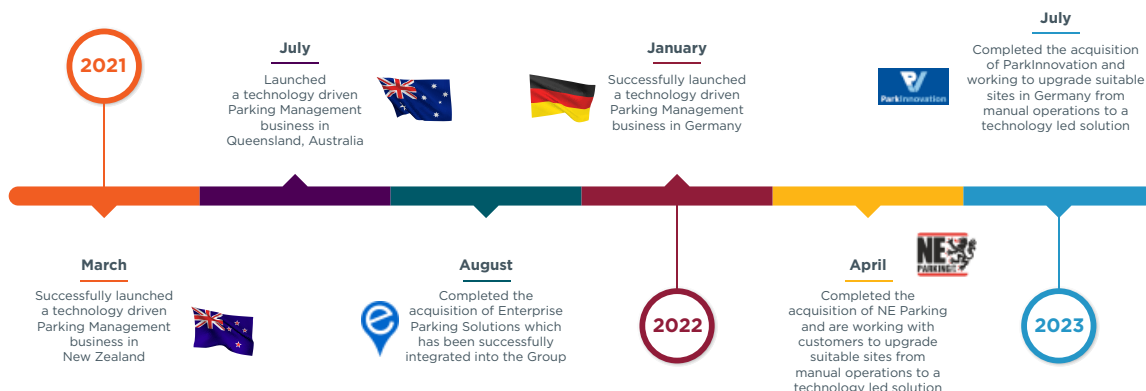 2021
March
Successfully launched
a technology driven
Parking Management
business in
New Zealand
July
Launched
a technology driven
Parking Management
business in
Queensland, Australia
August
Completed the
acquisition of Enterprise
Parking Solutions which
has been successfully
integrated into the Group
e
January
Successfully launched
a technology driven
Parking Management
business in Germany
2022
April
Completed the
acquisition of NE Parking
and are working with
customers to upgrade
suitable sites from
manual operations to a
technology led solution
NE
PARKING
July
Completed the acquisition
of ParkInnovation and
working to upgrade suitable
sites in Germany from
manual operations to a
technology led solution
ParkInnovation
2023